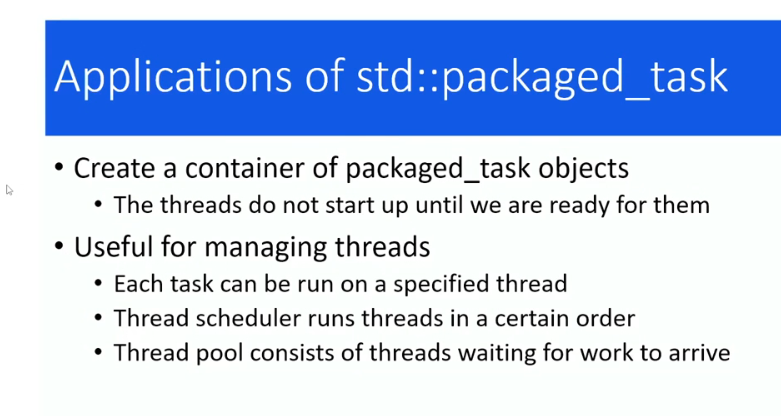 Applications of std::packaged_task
• Create a container of packaged_task objects
• The threads do not start up until we are ready for them
• Useful for managing threads
• Each task can be run on a specified thread
• Thread scheduler runs threads in a certain order
• Thread pool consists of threads waiting for work to arrive